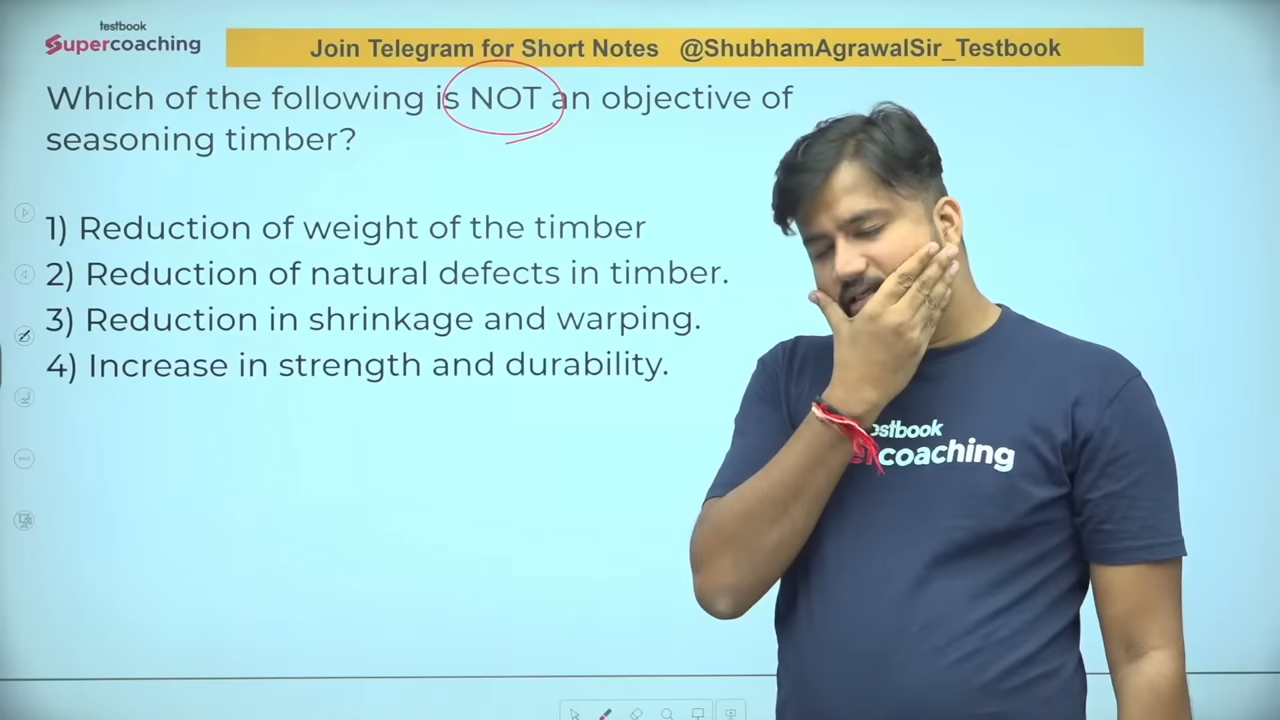 testbook
Supercoaching
Join Telegram for Short Notes @ShubhamAgrawalSir_Testbook
Which of the following is NOT an objective of
seasoning timber?
1) Reduction of weight of the timber
2) Reduction of natural defects in timber.
3) Reduction in shrinkage and warping.
4) Increase in strength and durability.
estbook
coaching